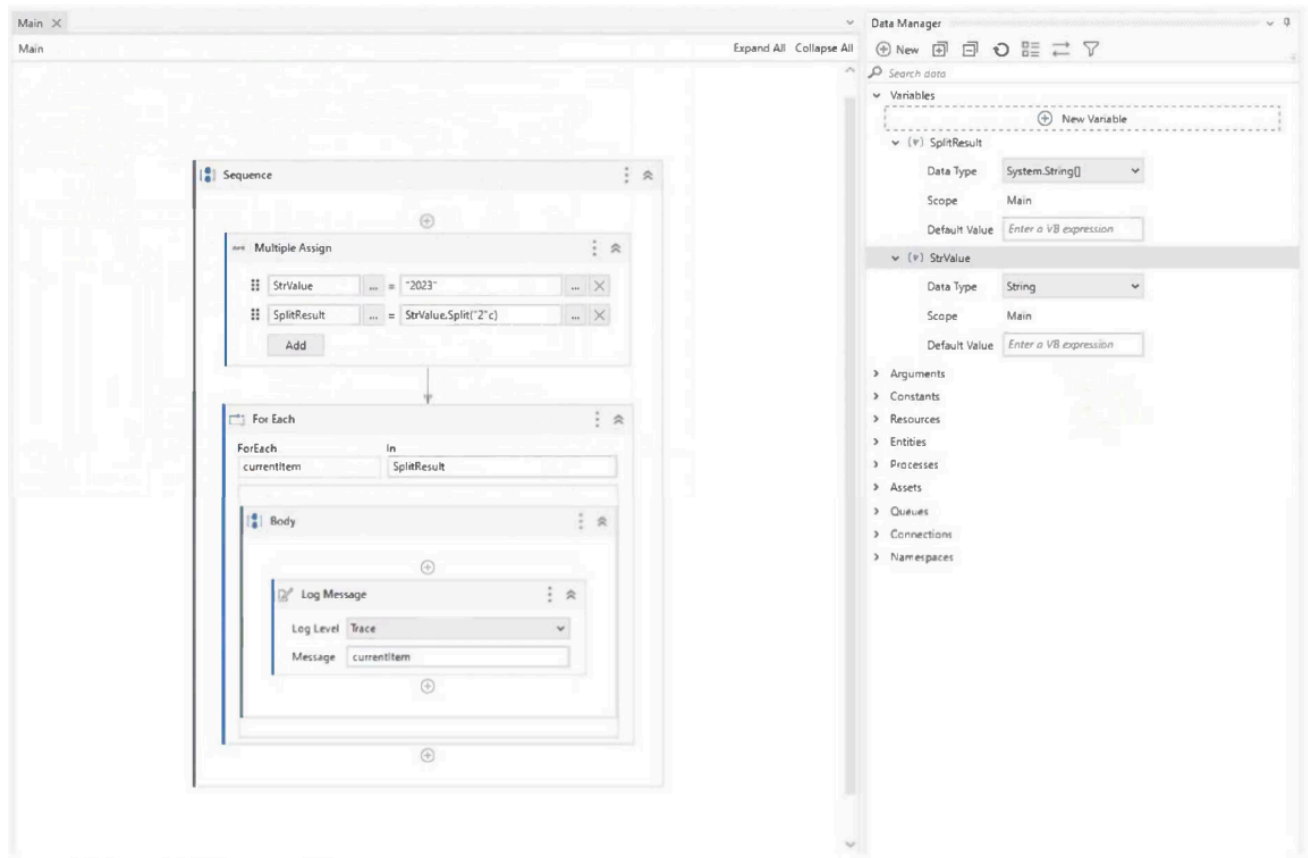 Main
Main
Expand All Collapse All
Sequence
Multiple Assign
StrValue ... = "2023" ...
SplitResult ... = StrValue.Split("2"c) ...
Add
For Each
ForEach In
currentItem SplitResult
Body
Log Message
Log Level Trace
Message currentItem
Data Manager
New
Search data
Variables
New Variable
(v) SplitResult
Data Type System.String[]
Scope Main
Default Value Enter a VB expression
(v) StrValue
Data Type String
Scope Main
Default Value Enter a VB expression
Arguments
Constants
Resources
Entities
Processes
Assets
Queues
Connections
Namespaces